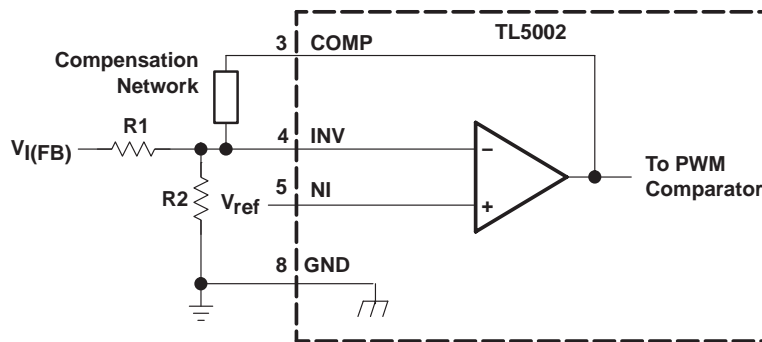 TL5002
3 COMP
Compensation
Network
R1
4 INV
VI(FB)
−
To PWM
Comparator
5 NI
R2
Vref
+
8 GND